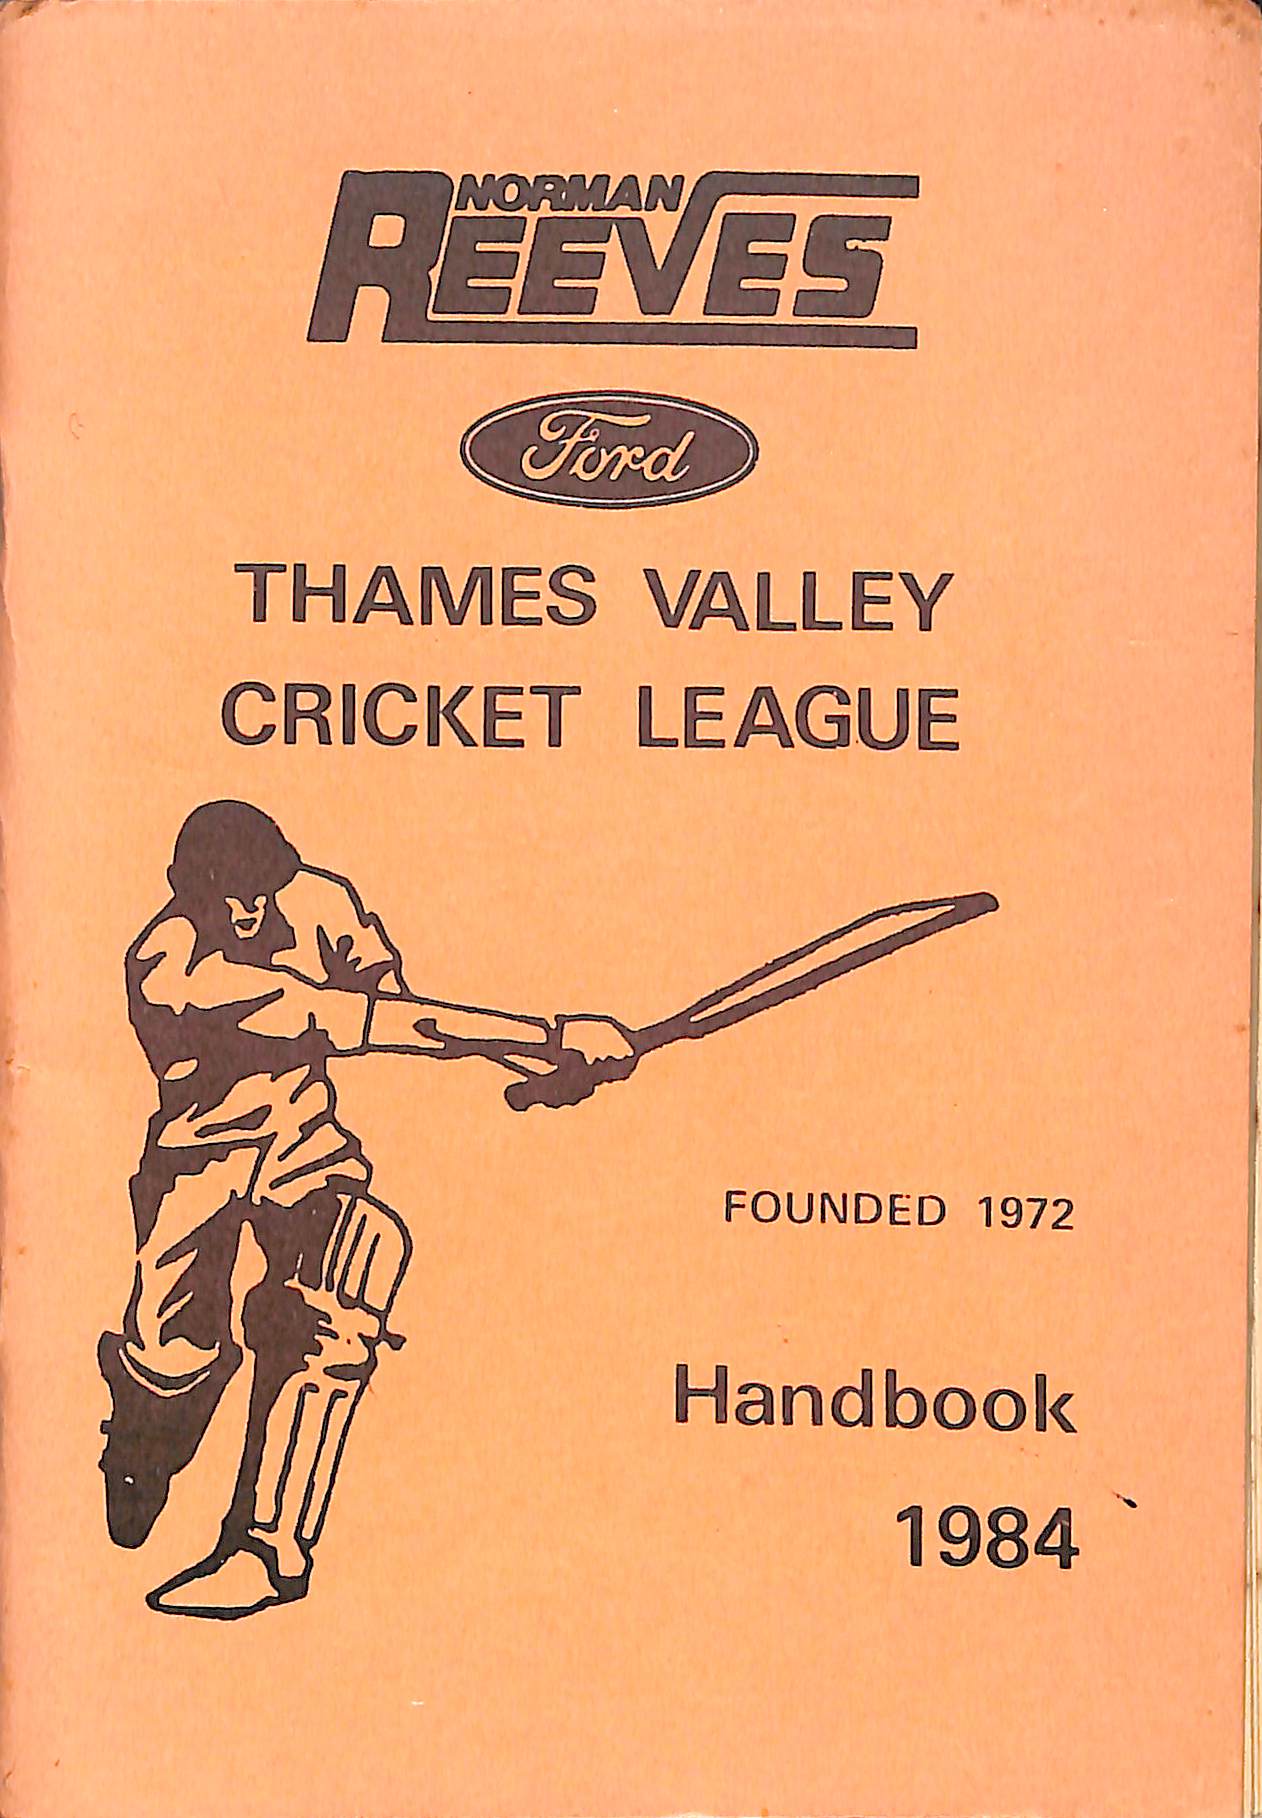 NORMAN
REEVES
Ford
THAMES VALLEY
CRICKET LEAGUE
FOUNDED 1972
Handbook
1984